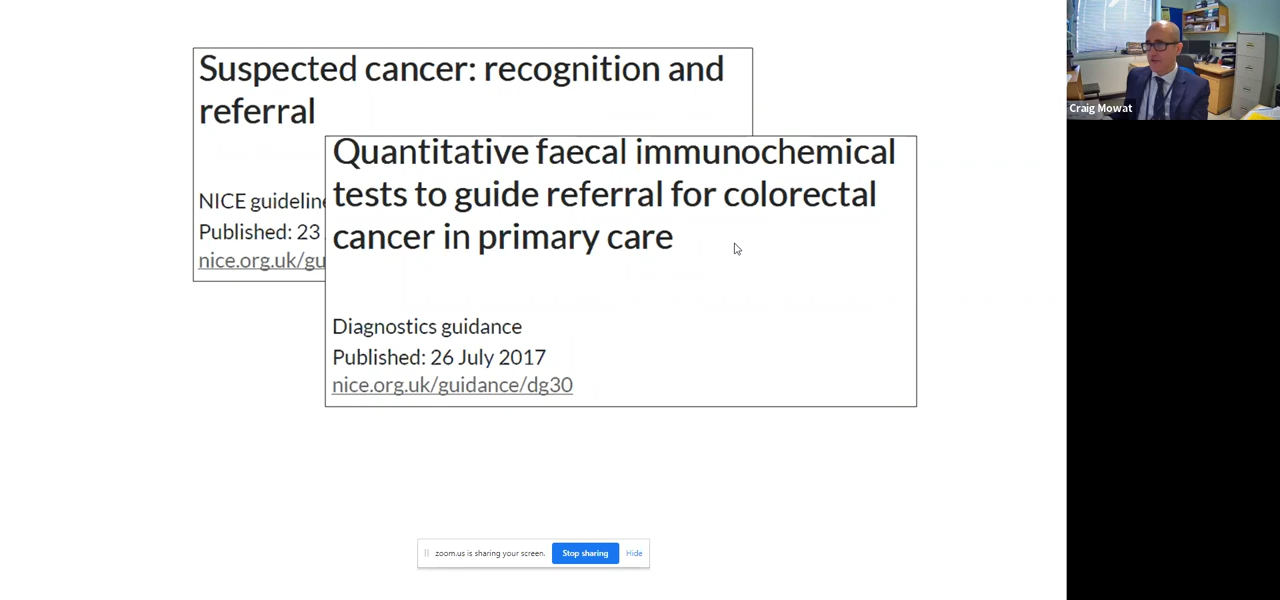 Suspected cancer: recognition and
referral
NICE guideline
Published: 23
nice.org.uk/gu
Quantitative faecal immunochemical
tests to guide referral for colorectal
cancer in primary care
Diagnostics guidance
Published: 26 July 2017
nice.org.uk/guidance/dg30
Craig Mowat
zoom.us is sharing your screen. Stop sharing Hide